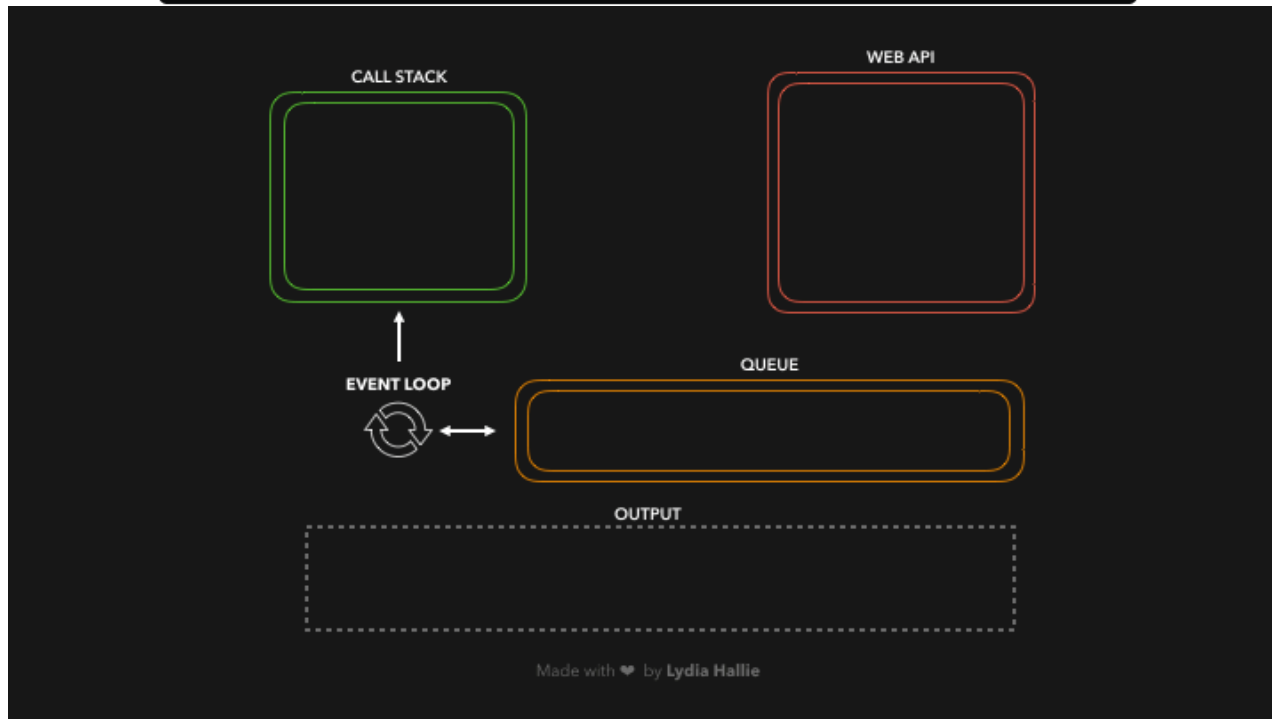 CALL STACK
WEB API
EVENT LOOP
QUEUE
OUTPUT
Made with ❤ by Lydia Hallie